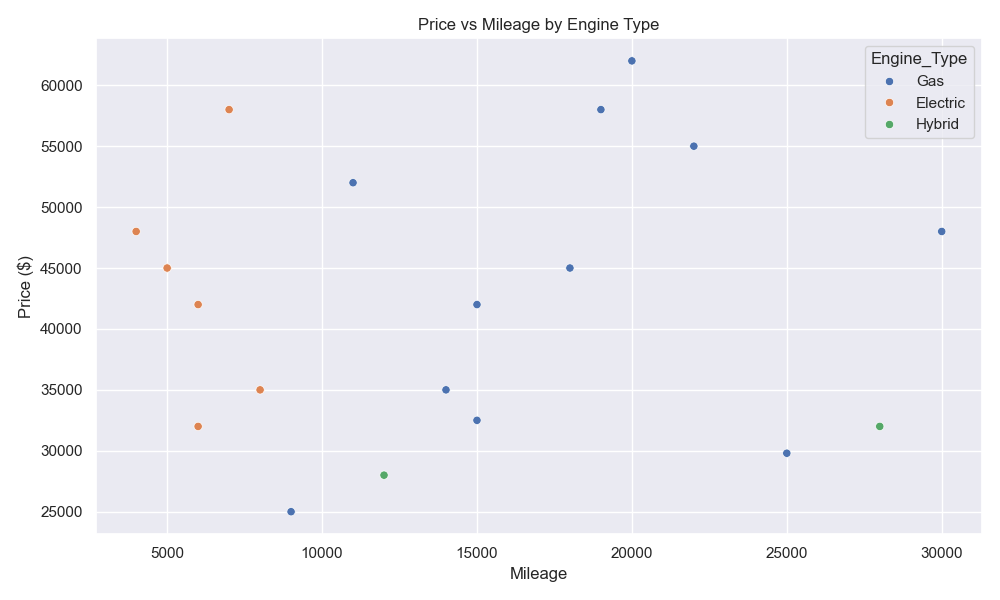 Price vs Mileage by Engine Type
Engine_Type
Gas
Electric
Hybrid
Price ($)
60000
55000
50000
45000
40000
35000
30000
25000
5000
10000
15000
20000
25000
30000
Mileage